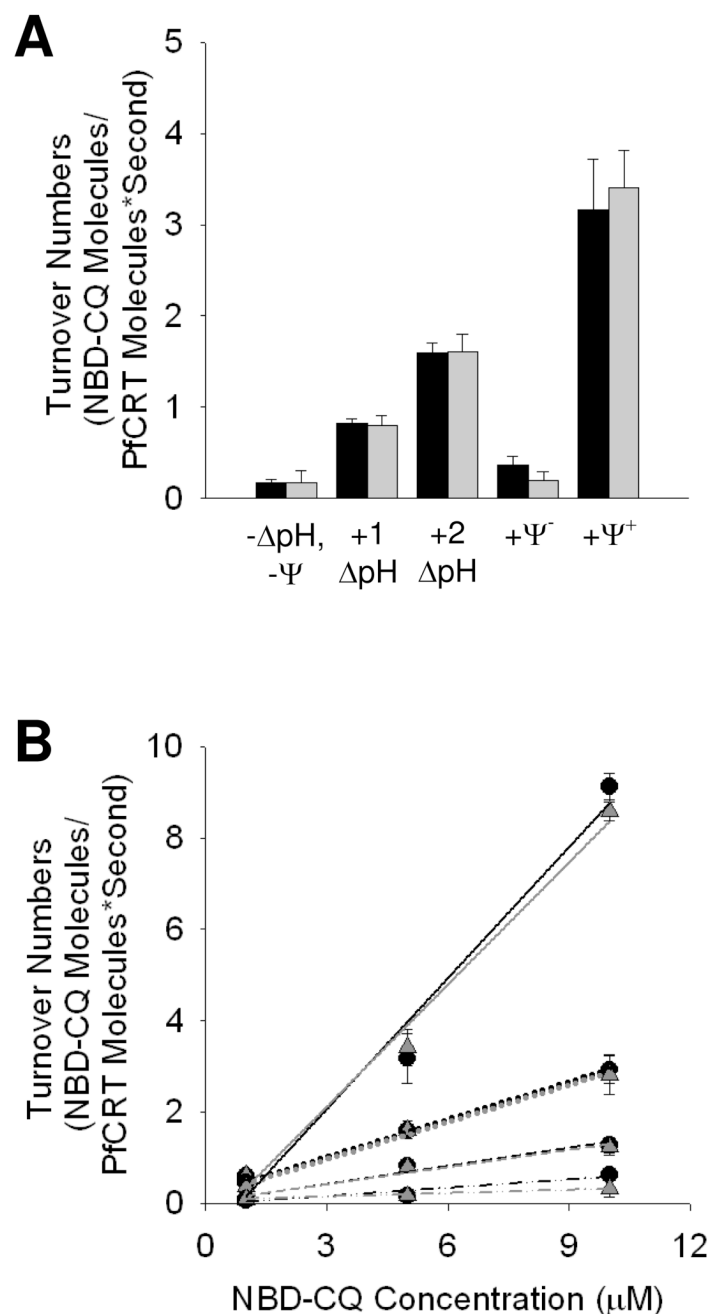 A
Turnover Numbers
(NBD-CQ Molecules/
PfCRT Molecules*Second)
5
4
3
2
1
0
-ΔpH, +1 +2 +Ψ- +Ψ+
-Ψ ΔpH ΔpH
B
Turnover Numbers
(NBD-CQ Molecules/
PfCRT Molecules*Second)
10
8
6
4
2
0
0 3 6 9 12
NBD-CQ Concentration (μM)